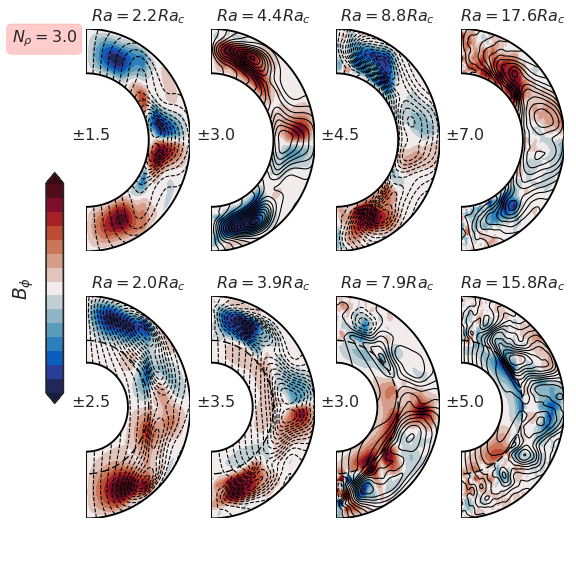 Ra = 2.2Ra_c Ra = 4.4Ra_c Ra = 8.8Ra_c Ra = 17.6Ra_c
N_ρ = 3.0
±1.5 ±3.0 ±4.5 ±7.0
B_ϕ
Ra = 2.0Ra_c Ra = 3.9Ra_c Ra = 7.9Ra_c Ra = 15.8Ra_c
±2.5 ±3.5 ±3.0 ±5.0